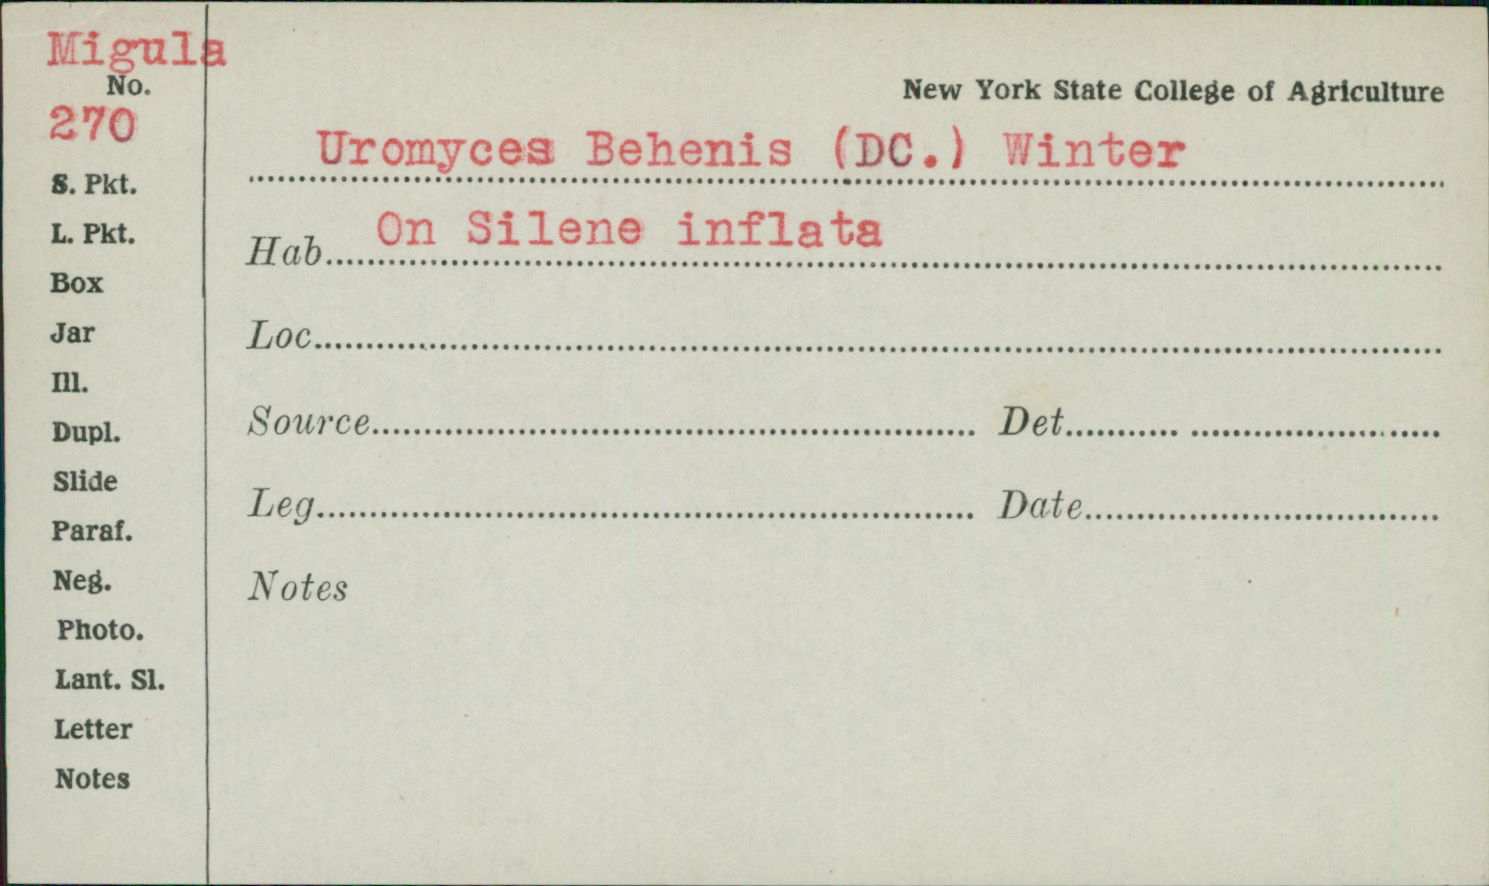 Migula
No.
270
S. Pkt.
L. Pkt.
Box
Jar
Ill.
Dupl.
Slide
Paraf.
Neg.
Photo.
Lant. Sl.
Letter
Notes
New York State College of Agriculture
Uromyces Behenis (DC.) Winter
Hab. On Silene inflata
Loc.
Source Det.
Leg. Date
Notes